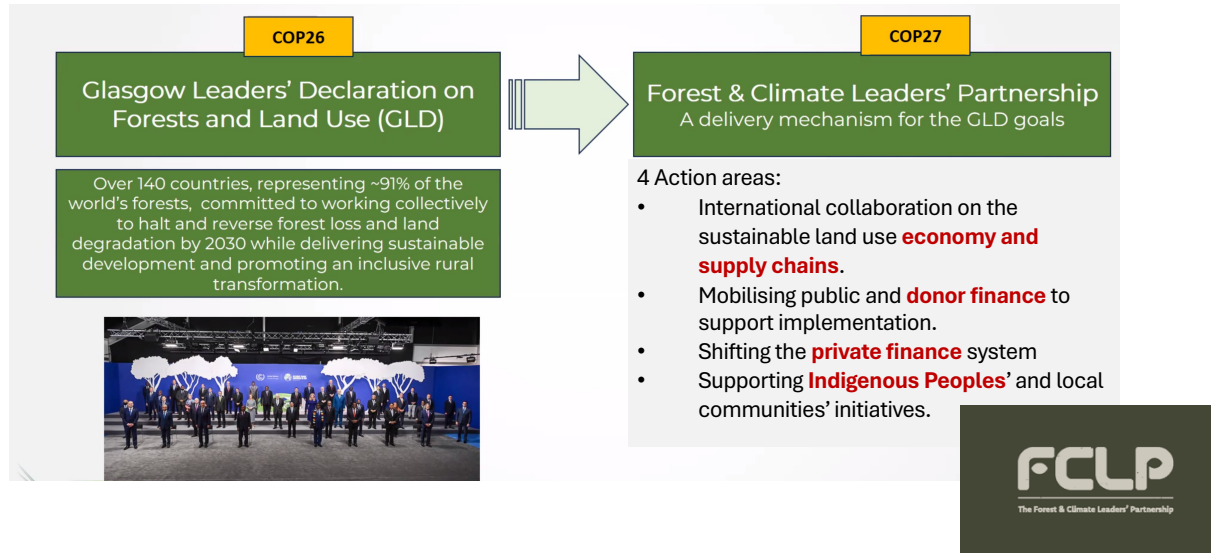 COP26
Glasgow Leaders’ Declaration on
Forests and Land Use (GLD)
Over 140 countries, representing ~91% of the
world’s forests, committed to working collectively
to halt and reverse forest loss and land
degradation by 2030 while delivering sustainable
development and promoting an inclusive rural
transformation.
COP27
Forest & Climate Leaders’ Partnership
A delivery mechanism for the GLD goals
4 Action areas:
• International collaboration on the
sustainable land use economy and
supply chains.
• Mobilising public and donor finance to
support implementation.
• Shifting the private finance system
• Supporting Indigenous Peoples’ and local
communities’ initiatives.
FCLP
The Forest & Climate Leaders’ Partnership